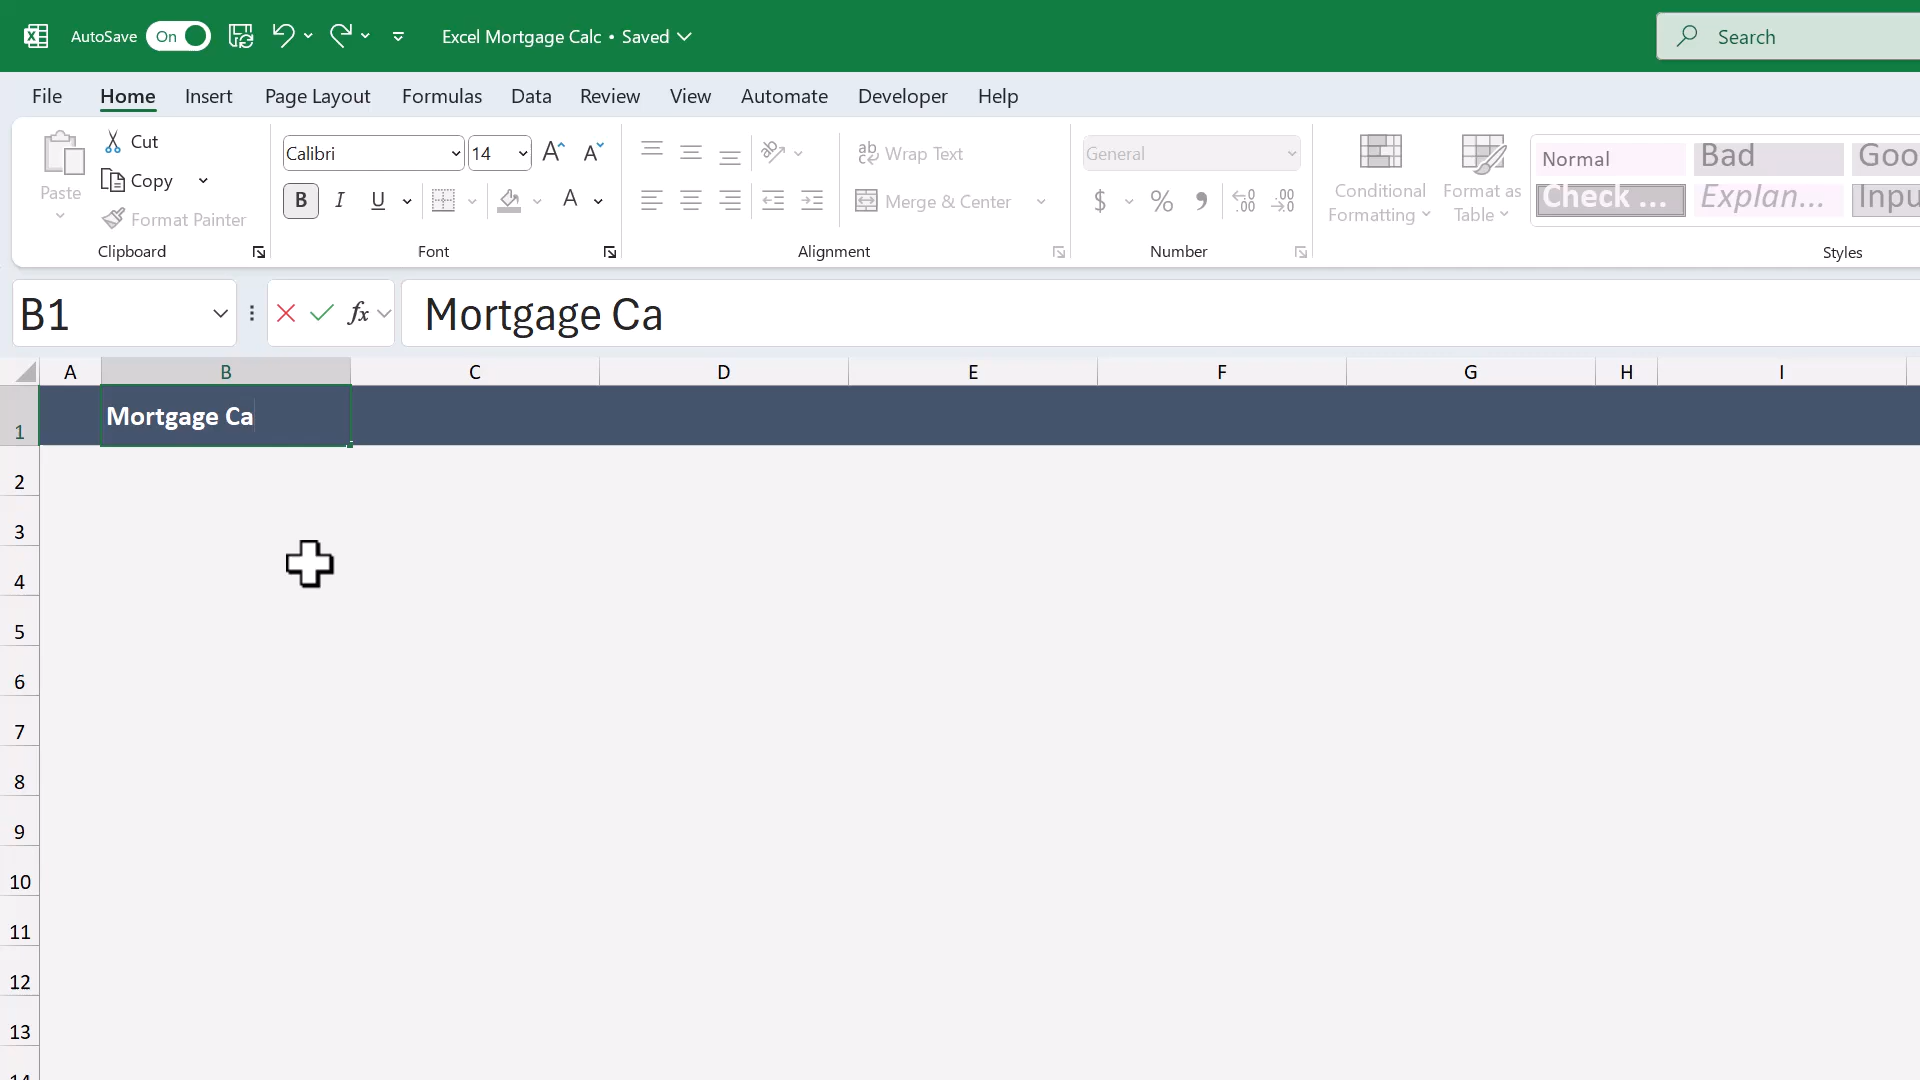 AutoSave On Excel Mortgage Calc • Saved Search
File Home Insert Page Layout Formulas Data Review View Automate Developer Help
Paste
Cut
Copy
Format Painter
Clipboard
Calibri 14
B I U A
Font
Wrap Text
Merge & Center
Alignment
General
$ % 9
Number
Conditional
Formatting
Format as
Table
Normal Bad Goo
Check ... Explan... Inpu
Styles
B1 fx Mortgage Ca
A B C D E F G H I
1 Mortgage Ca
2
3
4
5
6
7
8
9
10
11
12
13
14